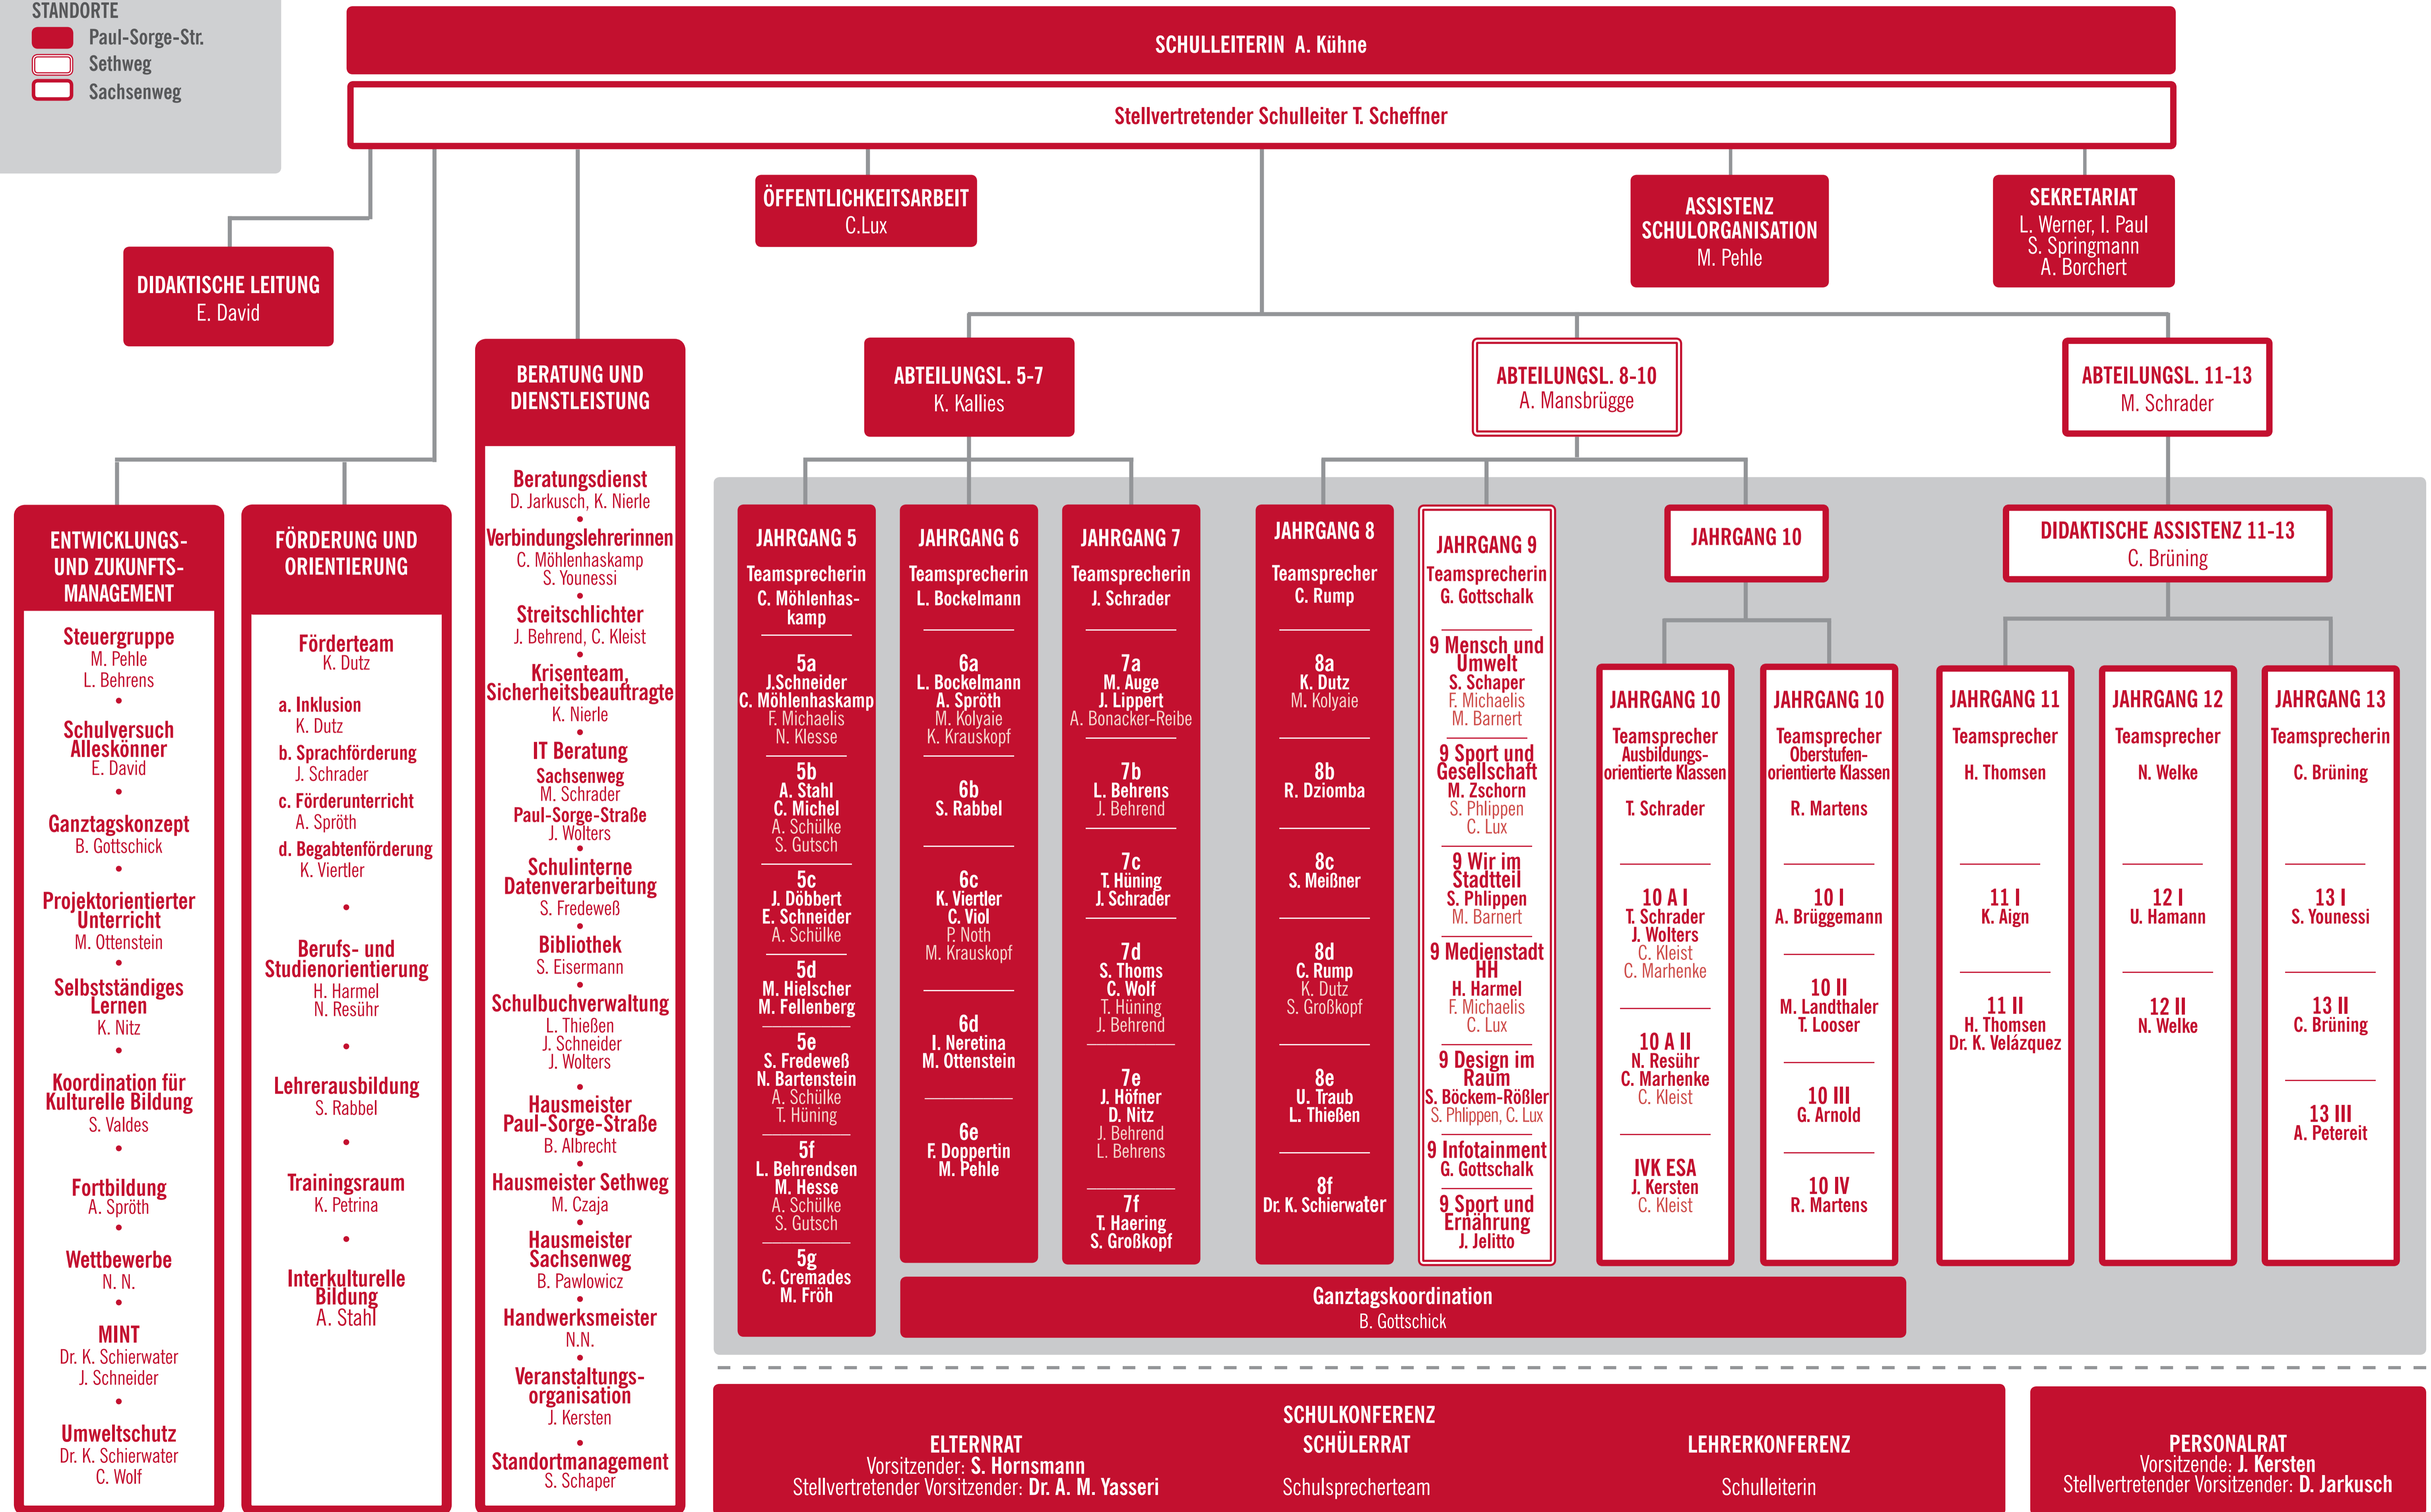 STANDORTE
Paul-Sorge-Str.
Sethweg
Sachsenweg
SCHULLEITERIN A. Kühne
Stellvertretender Schulleiter T. Scheffner
ÖFFENTLICHKEITSARBEIT
C.Lux
ASSISTENZ
SCHULORGANISATION
M. Pehle
SEKRETARIAT
L. Werner, I. Paul
S. Springmann
A. Borchert
DIDAKTISCHE LEITUNG
E. David
ABTEILUNGSL. 5-7
K. Kallies
ABTEILUNGSL. 8-10
A. Mansbrügge
ABTEILUNGSL. 11-13
M. Schrader
ENTWICKLUNGS-
UND ZUKUNFTS-
MANAGEMENT
Steuergruppe
M. Pehle
L. Behrens
•
Schulversuch
Alleskönner
E. David
•
Ganztagskonzept
B. Gottschick
•
Projektorientierter
Unterricht
M. Ottenstein
•
Selbstständiges
Lernen
K. Nitz
•
Koordination für
Kulturelle Bildung
S. Valdes
•
Fortbildung
A. Spröth
•
Wettbewerbe
N. N.
•
MINT
Dr. K. Schierwater
J. Schneider
•
Umweltschutz
Dr. K. Schierwater
C. Wolf
FÖRDERUNG UND
ORIENTIERUNG
Förderteam
K. Dutz
a. Inklusion
K. Dutz
b. Sprachförderung
J. Schrader
c. Förderunterricht
A. Spröth
d. Begabtenförderung
K. Viertler
•
Berufs- und
Studienorientierung
H. Harmel
N. Resühr
•
Lehrerausbildung
S. Rabbel
•
Trainingsraum
K. Petrina
•
Interkulturelle
Bildung
A. Stahl
BERATUNG UND
DIENSTLEISTUNG
Beratungsdienst
D. Jarkusch, K. Nierle
•
Verbindungslehrerinnen
C. Möhlenhaskamp
S. Younessi
•
Streitschlichter
J. Behrend, C. Kleist
•
Krisenteam,
Sicherheitsbeauftragte
K. Nierle
•
IT Beratung
Sachsenweg
M. Schrader
Paul-Sorge-Straße
J. Wolters
•
Schulinterne
Datenverarbeitung
S. Fredeweß
•
Bibliothek
S. Eisermann
•
Schulbuchverwaltung
L. Thießen
J. Schneider
J. Wolters
•
Hausmeister
Paul-Sorge-Straße
B. Albrecht
•
Hausmeister Sethweg
M. Czaja
•
Hausmeister
Sachsenweg
B. Pawlowicz
•
Handwerksmeister
N.N.
•
Veranstaltungs-
organisation
J. Kersten
•
Standortmanagement
S. Schaper
JAHRGANG 5
Teamsprecherin
C. Möhlenhas-
kamp
5a
J.Schneider
C. Möhlenhaskamp
F. Michaelis
N. Klesse
5b
A. Stahl
C. Michel
A. Schülke
S. Gutsch
5c
J. Döbbert
E. Schneider
A. Schülke
5d
M. Hielscher
M. Fellenberg
5e
S. Fredeweß
N. Bartenstein
A. Schülke
T. Hüning
5f
L. Behrendsen
M. Hesse
A. Schülke
S. Gutsch
5g
C. Cremades
M. Fröh
JAHRGANG 6
Teamsprecherin
L. Bockelmann
6a
L. Bockelmann
A. Spröth
M. Kolyaie
K. Krauskopf
6b
S. Rabbel
6c
K. Viertler
C. Viol
P. Noth
M. Krauskopf
6d
I. Neretina
M. Ottenstein
6e
F. Doppertin
M. Pehle
JAHRGANG 7
Teamsprecherin
J. Schrader
7a
M. Auge
J. Lippert
A. Bonacker-Reibe
7b
L. Behrens
J. Behrend
7c
T. Hüning
J. Schrader
7d
S. Thoms
C. Wolf
T. Hüning
J. Behrend
7e
J. Höfner
D. Nitz
J. Behrend
L. Behrens
7f
T. Haering
S. Großkopf
JAHRGANG 8
Teamsprecher
C. Rump
8a
K. Dutz
M. Kolyaie
8b
R. Dziomba
8c
S. Meißner
8d
C. Rump
K. Dutz
S. Großkopf
8e
U. Traub
L. Thießen
8f
Dr. K. Schierwater
JAHRGANG 9
Teamsprecherin
G. Gottschalk
9 Mensch und
Umwelt
S. Schaper
F. Michaelis
M. Barnert
9 Sport und
Gesellschaft
M. Zschorn
S. Phlippen
C. Lux
9 Wir im
Stadtteil
S. Phlippen
M. Barnert
9 Medienstadt
HH
H. Harmel
F. Michaelis
C. Lux
9 Design im
Raum
S. Böckem-Rößler
S. Phlippen, C. Lux
9 Infotainment
G. Gottschalk
9 Sport und
Ernährung
J. Jelitto
JAHRGANG 10
JAHRGANG 10
Teamsprecher
Ausbildungs-
orientierte Klassen
T. Schrader
10 A I
T. Schrader
J. Wolters
C. Kleist
C. Marhenke
10 A II
N. Resühr
C. Marhenke
C. Kleist
IVK ESA
J. Kersten
C. Kleist
JAHRGANG 10
Teamsprecher
Oberstufen-
orientierte Klassen
R. Martens
10 I
A. Brüggemann
10 II
M. Landthaler
T. Looser
10 III
G. Arnold
10 IV
R. Martens
DIDAKTISCHE ASSISTENZ 11-13
C. Brüning
JAHRGANG 11
Teamsprecher
H. Thomsen
11 I
K. Aign
11 II
H. Thomsen
Dr. K. Velázquez
JAHRGANG 12
Teamsprecher
N. Welke
12 I
U. Hamann
12 II
N. Welke
JAHRGANG 13
Teamsprecherin
C. Brüning
13 I
S. Younessi
13 II
C. Brüning
13 III
A. Petereit
Ganztagskoordination
B. Gottschick
SCHULKONFERENZ
ELTERNRAT
Vorsitzender: S. Hornsmann
Stellvertretender Vorsitzender: Dr. A. M. Yasseri
SCHÜLERRAT
Schulsprecherteam
LEHRERKONFERENZ
Schulleiterin
PERSONALRAT
Vorsitzende: J. Kersten
Stellvertretender Vorsitzender: D. Jarkusch